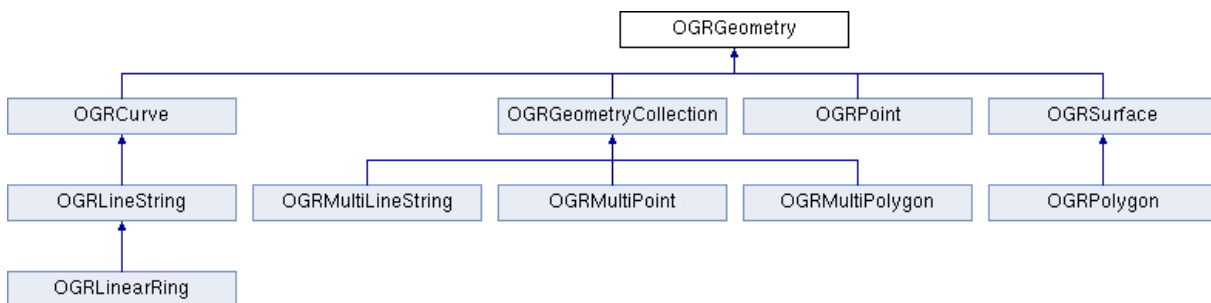 OGRGeometry
OGRCurve
OGRGeometryCollection
OGRPoint
OGRSurface
OGRLineString
OGRMultiLineString
OGRMultiPoint
OGRMultiPolygon
OGRPolygon
OGRLinearRing